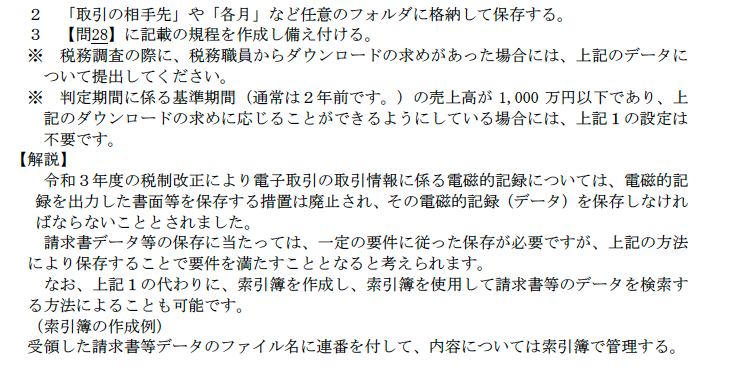 ２　「取引の相手先」や「各月」など任意のフォルダに格納して保存する。
３　【問28】に記載の規程を作成し備え付ける。
※　税務調査の際に、税務職員からダウンロードの求めがあった場合には、上記のデータに
ついて提出してください。
※　判定期間に係る基準期間（通常は２年前です。）の売上高が 1,000 万円以下であり、上
記のダウンロードの求めに応じることができるようにしている場合には、上記１の設定は
不要です。
【解説】
令和３年度の税制改正により電子取引の取引情報に係る電磁的記録については、電磁的記
録を出力した書面等を保存する措置は廃止され、その電磁的記録（データ）を保存しなけれ
ばならないこととされました。
請求書データ等の保存に当たっては、一定の要件に従った保存が必要ですが、上記の方法
により保存することで要件を満たすこととなると考えられます。
なお、上記１の代わりに、索引簿を作成し、索引簿を使用して請求書等のデータを検索す
る方法によることも可能です。
（索引簿の作成例）
受領した請求書等データのファイル名に連番を付して、内容については索引簿で管理する。